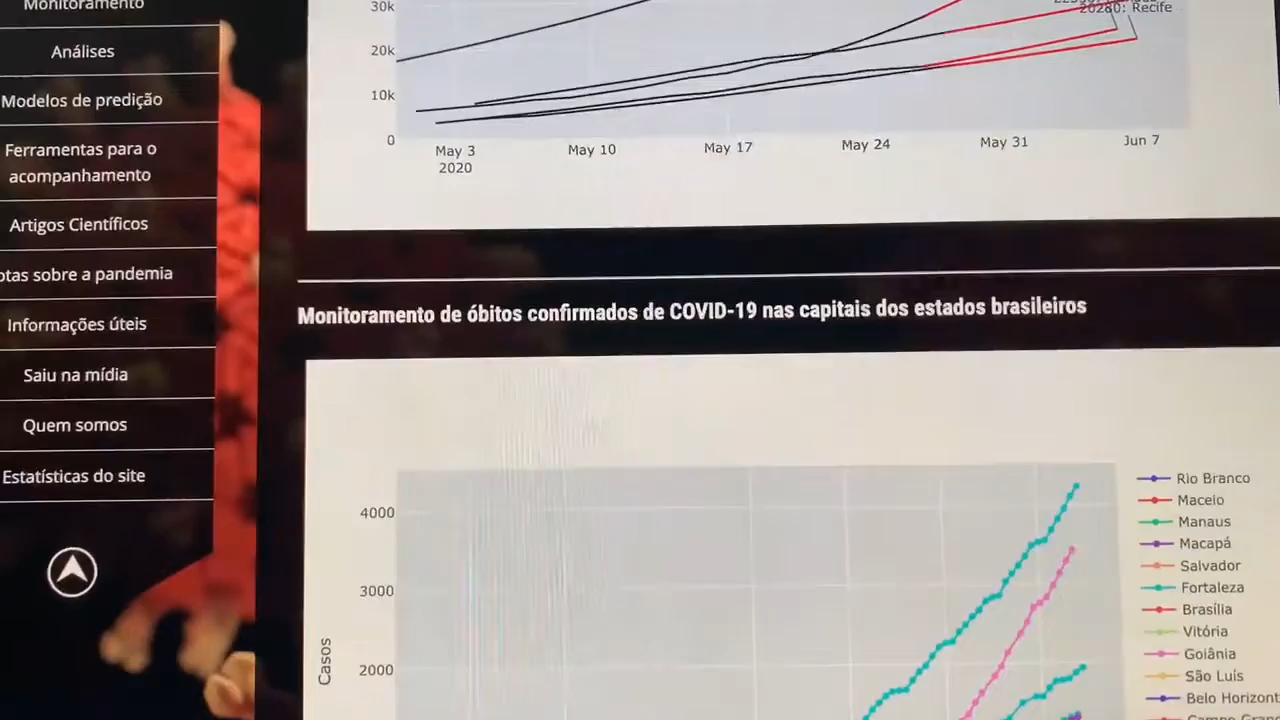 Monitoramento
Análises
Modelos de predição
Ferramentas para o
acompanhamento
Artigos Científicos
otas sobre a pandemia
Informações úteis
Saiu na mídia
Quem somos
Estatísticas do site
30k
20k
10k
0
20280: Recife
May 3
2020
May 10
May 17
May 24
May 31
Jun 7
Monitoramento de óbitos confirmados de COVID-19 nas capitais dos estados brasileiros
4000
3000
2000
Casos
Rio Branco
Maceio
Manaus
Macapá
Salvador
Fortaleza
Brasília
Vitória
Goiânia
São Luís
Belo Horizont
Campo Gran